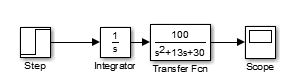 1
s
100
s²+13s+30
Step
Integrator
Transfer Fcn
Scope